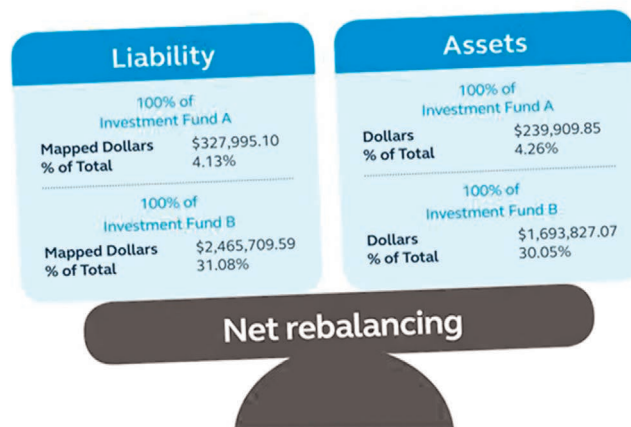 Liability
100% of
Investment Fund A
Mapped Dollars $327,995.10
% of Total 4.13%
100% of
Investment Fund B
Mapped Dollars $2,465,709.59
% of Total 31.08%
Assets
100% of
Investment Fund A
Dollars $239,909.85
% of Total 4.26%
100% of
Investment Fund B
Dollars $1,693,827.07
% of Total 30.05%
Net rebalancing